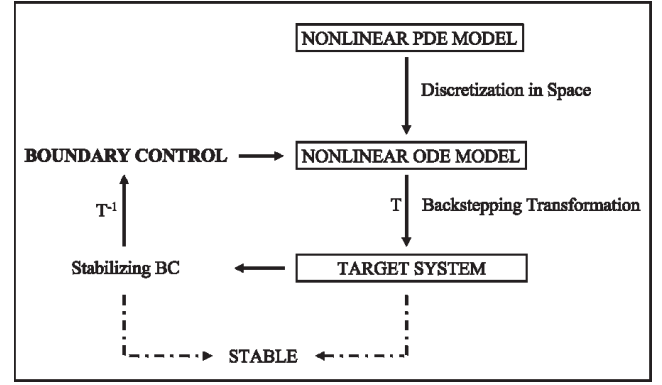 NONLINEAR PDE MODEL
Discretization in Space
BOUNDARY CONTROL
NONLINEAR ODE MODEL
T⁻¹
T
Backstepping Transformation
Stabilizing BC
TARGET SYSTEM
STABLE